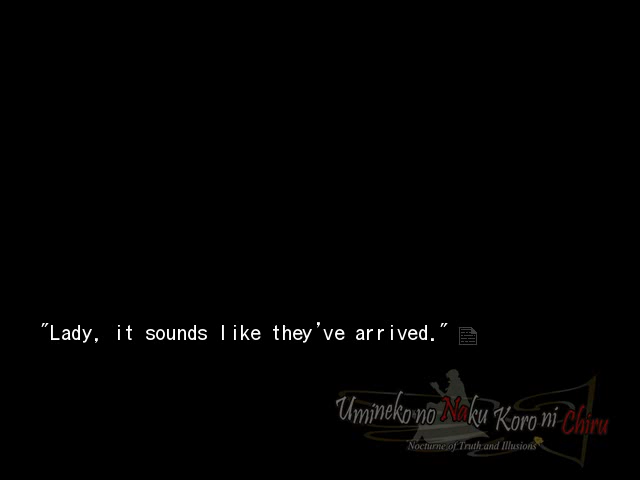 "Lady, it sounds like they've arrived."
Umineko no Naku Koro ni Chiru
Nocturne of Truth and Illusions